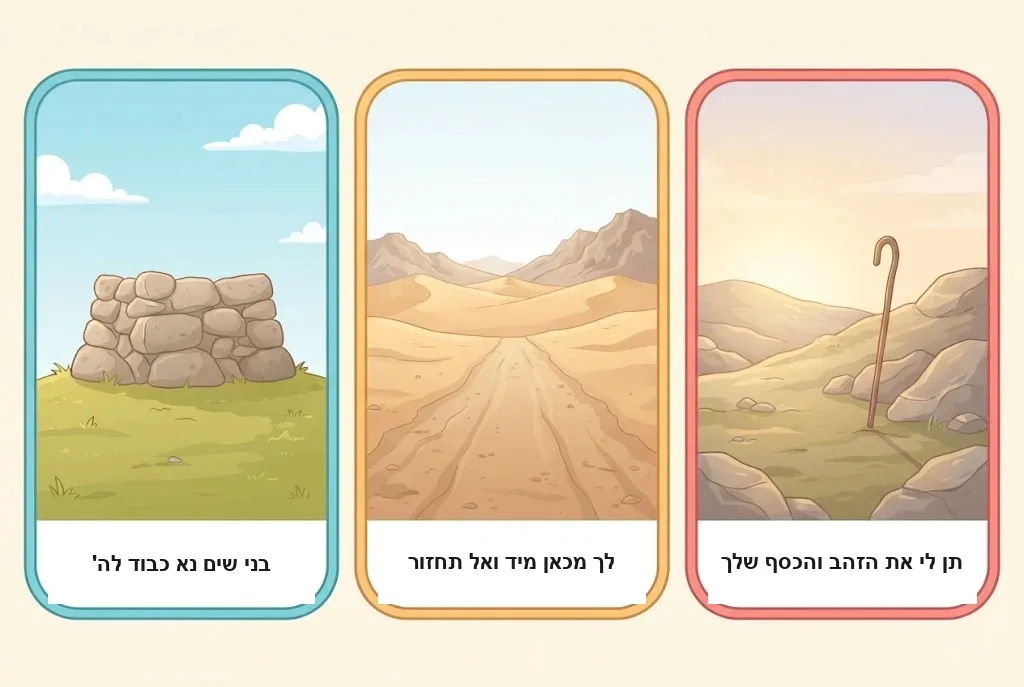 תן לי את הזהב והכסף שלך
לך מכאן מיד ואל תחזור
בני שים נא כבוד לה'